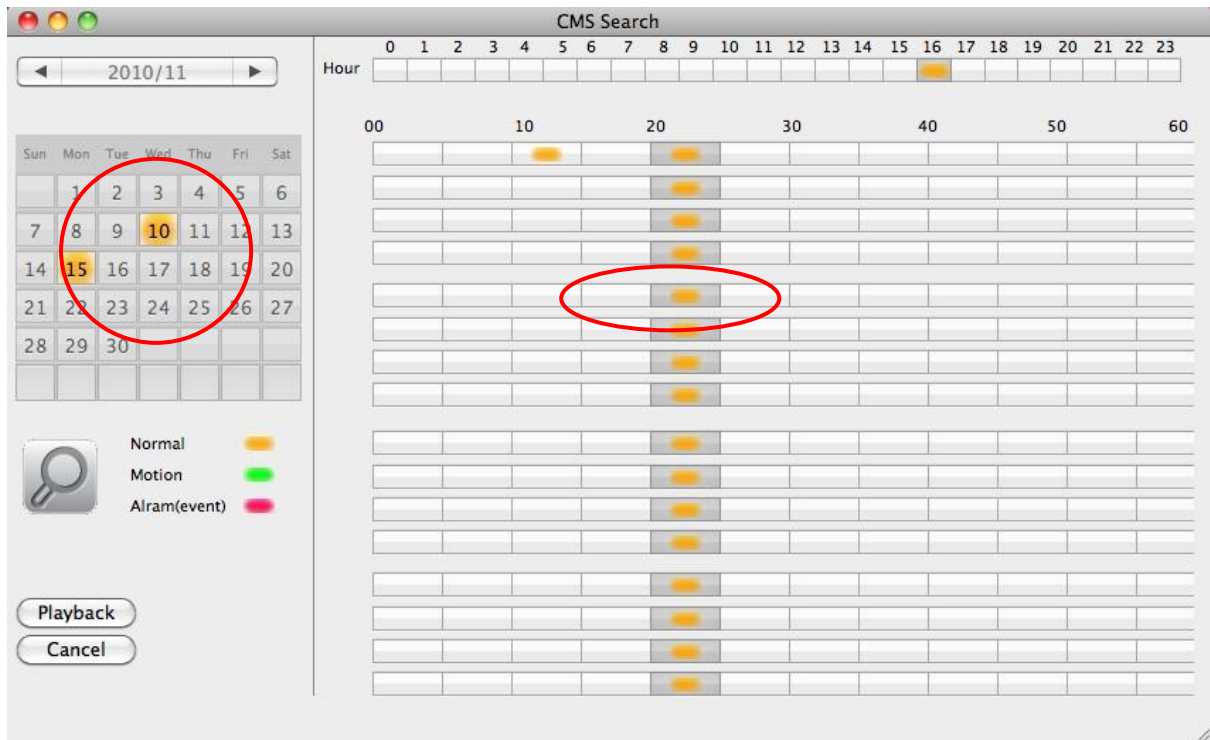 CMS Search
0 1 2 3 4 5 6 7 8 9 10 11 12 13 14 15 16 17 18 19 20 21 22 23
2010/11
Hour
00 10 20 30 40 50 60
Sun Mon Tue Wed Thu Fri Sat
1 2 3 4 5 6
7 8 9 10 11 12 13
14 15 16 17 18 19 20
21 22 23 24 25 26 27
28 29 30
Normal
Motion
Alram(event)
Playback
Cancel